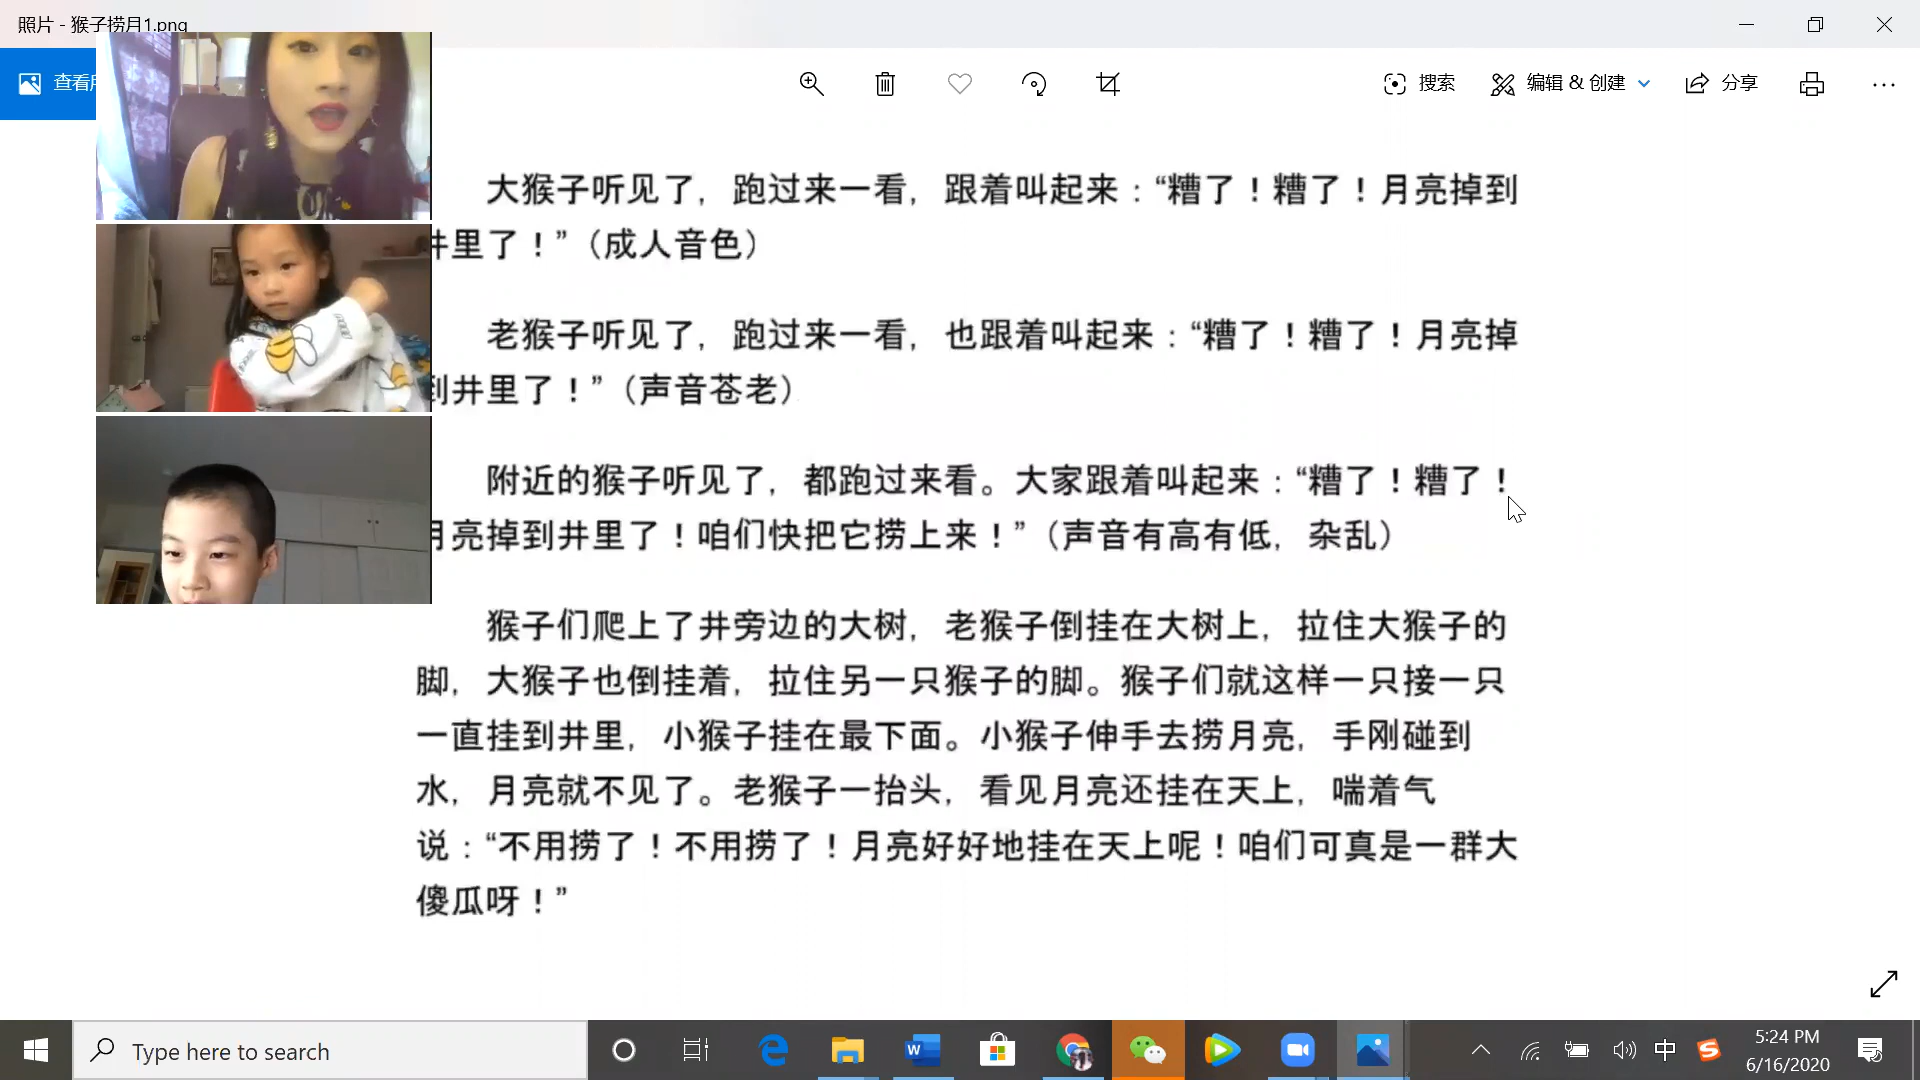 照片 - 猴子捞月1.png
查看
搜索
编辑 & 创建
分享
大猴子听见了，跑过来一看，跟着叫起来：“糟了！糟了！月亮掉到
井里了！”（成人音色）
老猴子听见了，跑过来一看，也跟着叫起来：“糟了！糟了！月亮掉
到井里了！”（声音苍老）
附近的猴子听见了，都跑过来看。大家跟着叫起来：“糟了！糟了！
月亮掉到井里了！咱们快把它捞上来！”（声音有高有低，杂乱）
猴子们爬上了井旁边的大树，老猴子倒挂在大树上，拉住大猴子的
脚，大猴子也倒挂着，拉住另一只猴子的脚。猴子们就这样一只接一只
一直挂到井里，小猴子挂在最下面。小猴子伸手去捞月亮，手刚碰到
水，月亮就不见了。老猴子一抬头，看见月亮还挂在天上，喘着气
说：“不用捞了！不用捞了！月亮好好地挂在天上呢！咱们可真是一群大
傻瓜呀！”
Type here to search
中
5:24 PM
6/16/2020